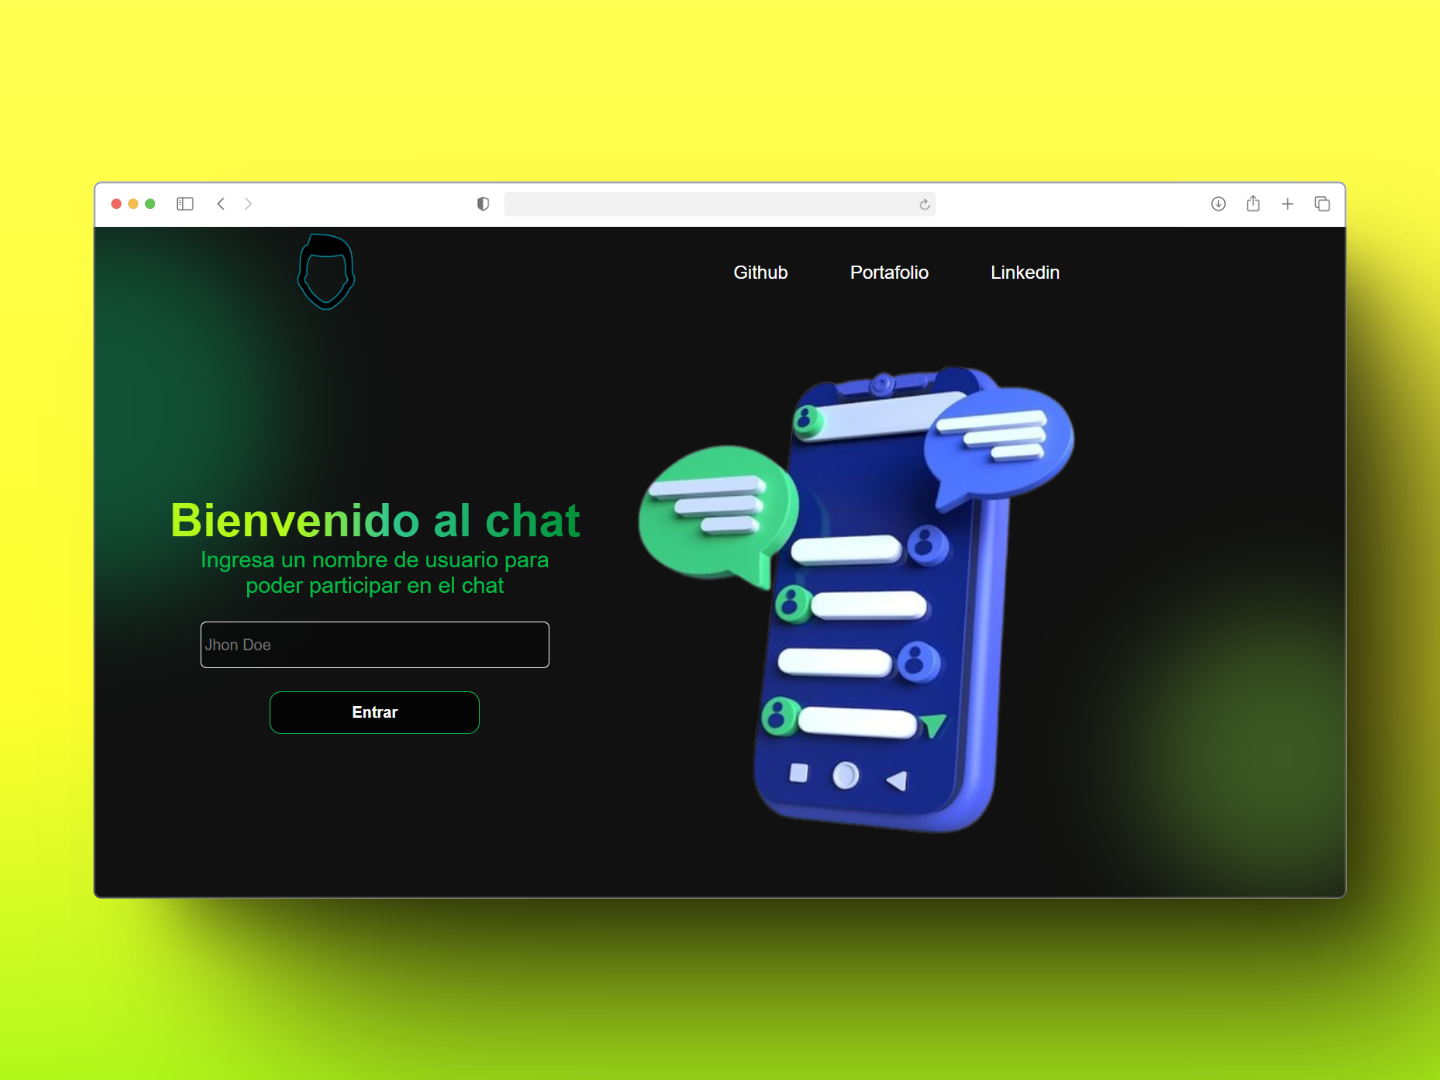 Github Portafolio Linkedin
Bienvenido al chat
Ingresa un nombre de usuario para
poder participar en el chat
Jhon Doe
Entrar